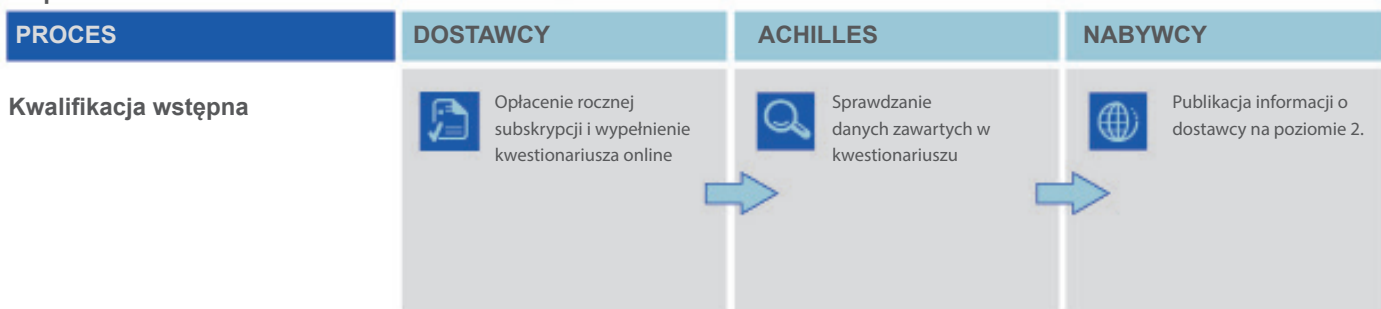 PROCES
DOSTAWCY
ACHILLES
NABYWCY
Kwalifikacja wstępna
Opłacenie rocznej
subskrypcji i wypełnienie
kwestionariusza online
Sprawdzanie
danych zawartych w
kwestionariuszu
Publikacja informacji o
dostawcy na poziomie 2.